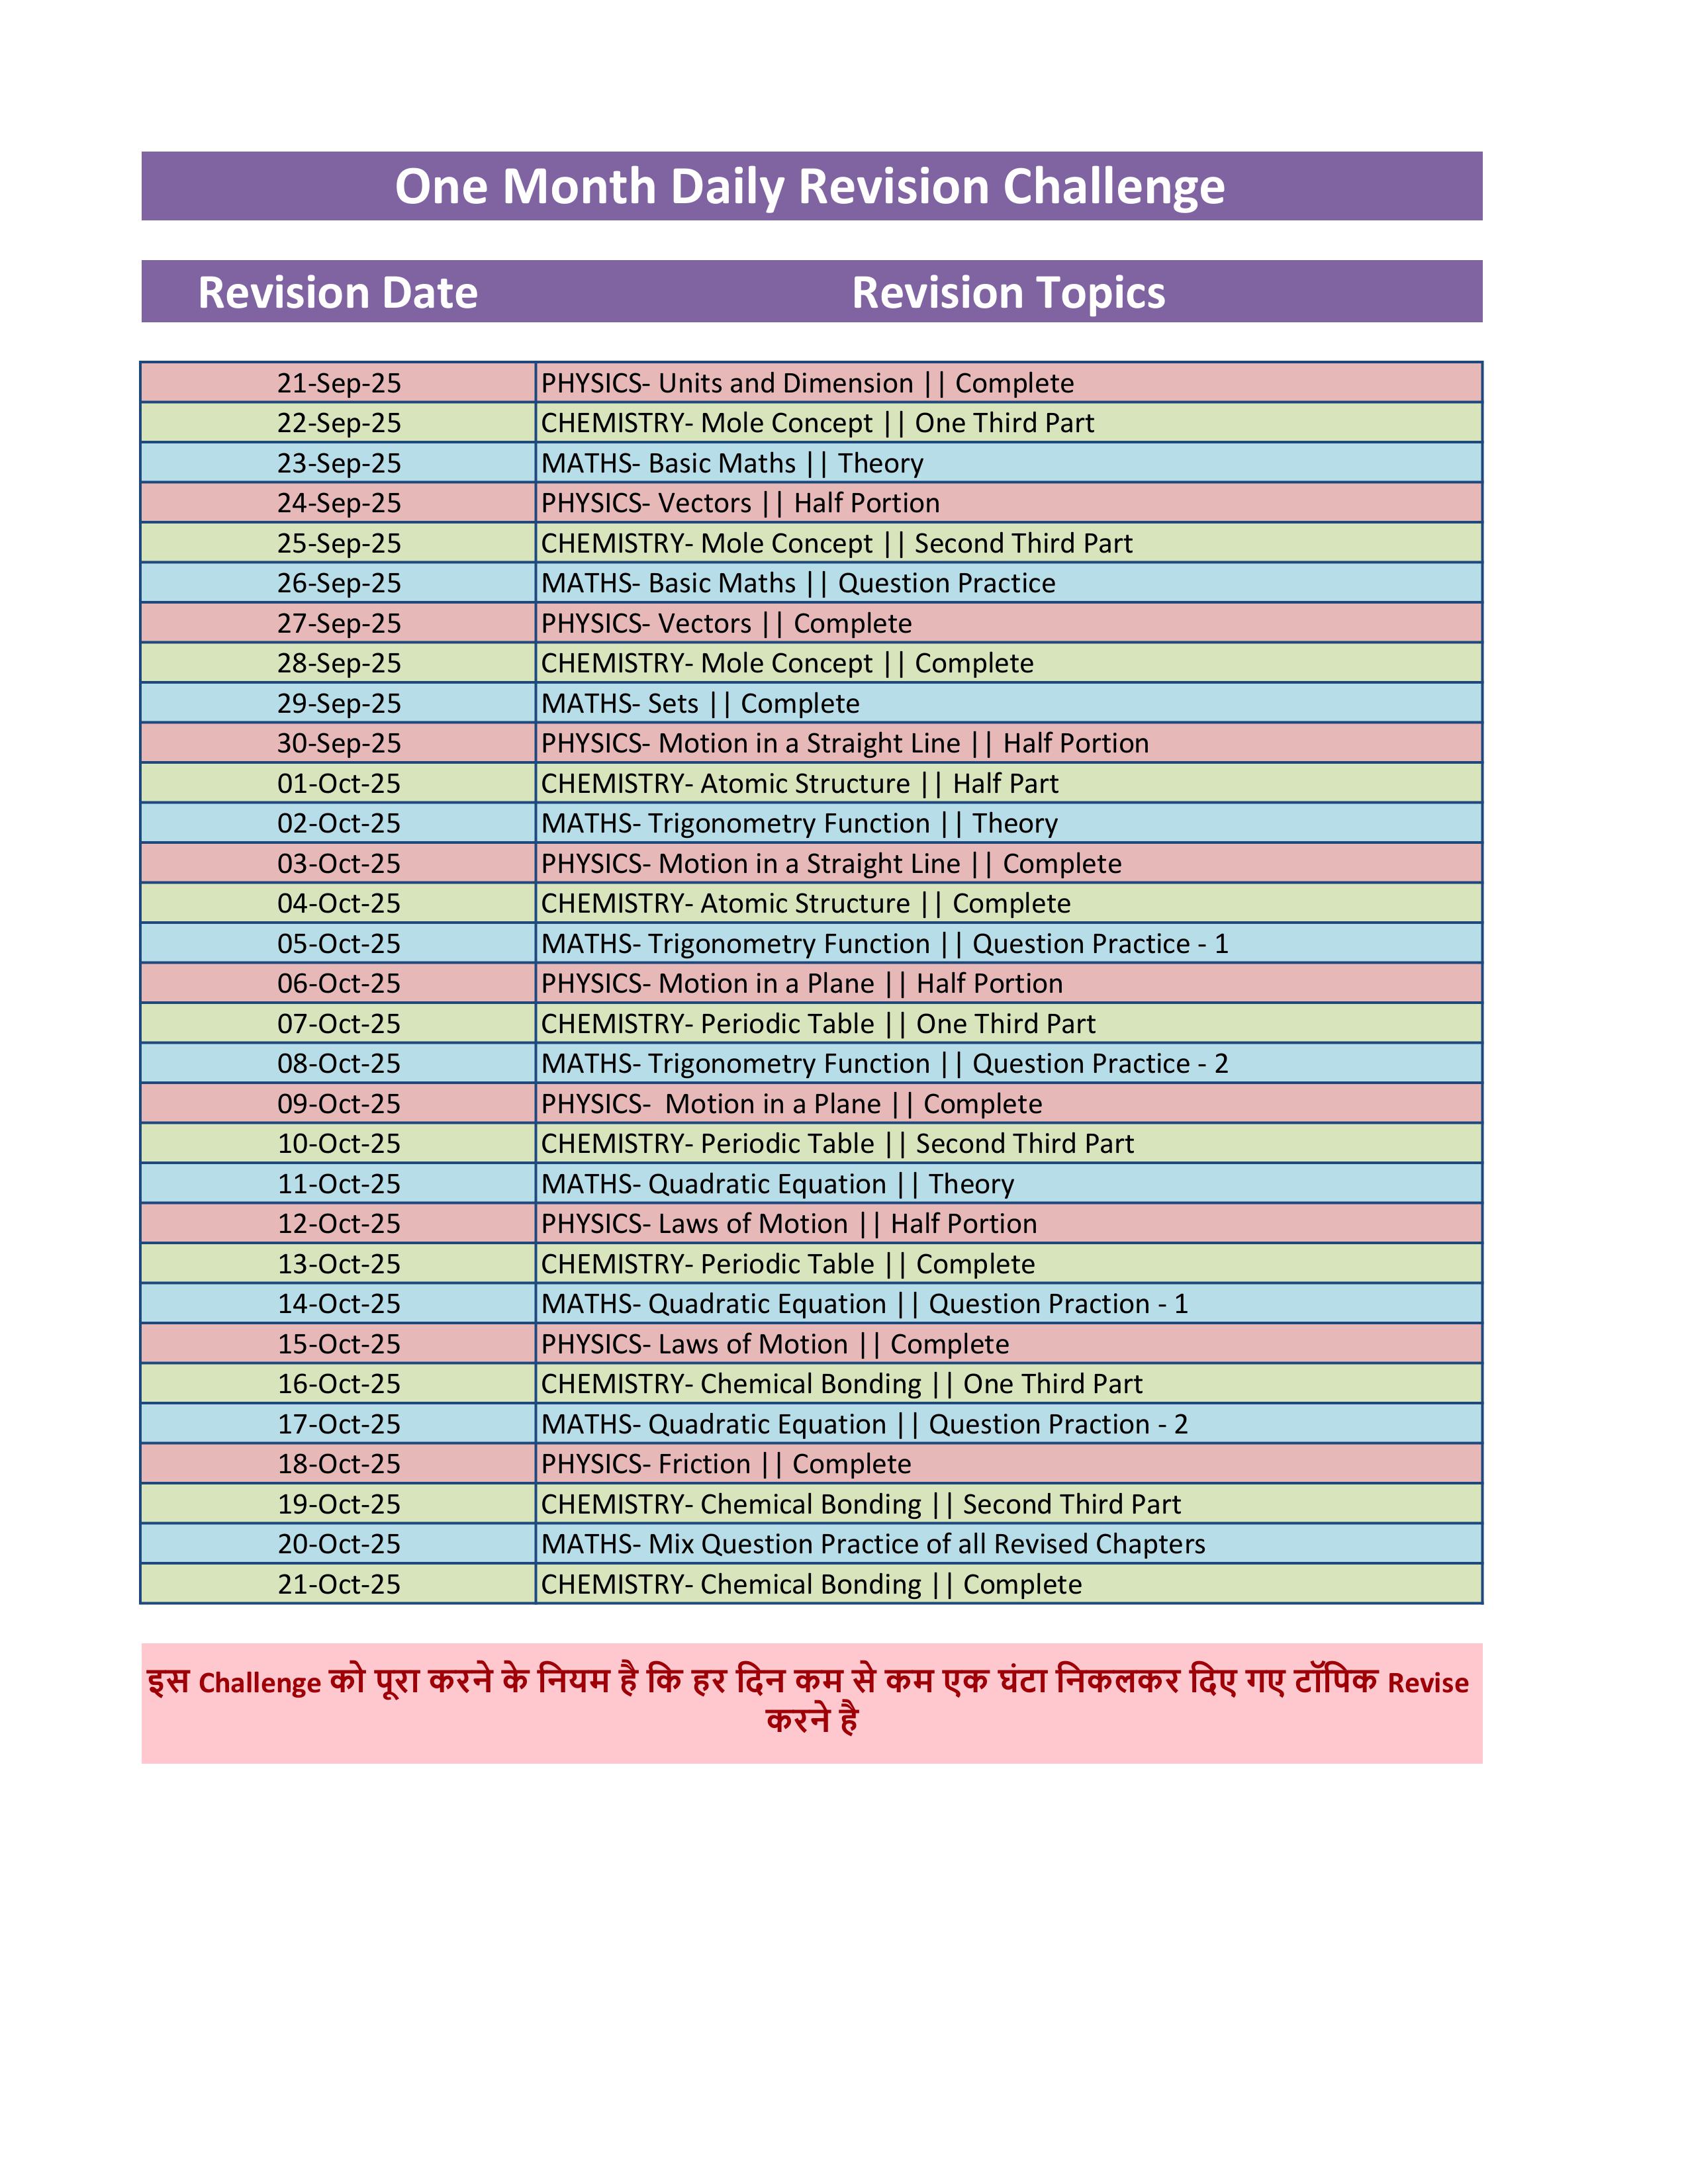 One Month Daily Revision Challenge
Revision Date Revision Topics
21-Sep-25 PHYSICS- Units and Dimension || Complete
22-Sep-25 CHEMISTRY- Mole Concept || One Third Part
23-Sep-25 MATHS- Basic Maths || Theory
24-Sep-25 PHYSICS- Vectors || Half Portion
25-Sep-25 CHEMISTRY- Mole Concept || Second Third Part
26-Sep-25 MATHS- Basic Maths || Question Practice
27-Sep-25 PHYSICS- Vectors || Complete
28-Sep-25 CHEMISTRY- Mole Concept || Complete
29-Sep-25 MATHS- Sets || Complete
30-Sep-25 PHYSICS- Motion in a Straight Line || Half Portion
01-Oct-25 CHEMISTRY- Atomic Structure || Half Part
02-Oct-25 MATHS- Trigonometry Function || Theory
03-Oct-25 PHYSICS- Motion in a Straight Line || Complete
04-Oct-25 CHEMISTRY- Atomic Structure || Complete
05-Oct-25 MATHS- Trigonometry Function || Question Practice - 1
06-Oct-25 PHYSICS- Motion in a Plane || Half Portion
07-Oct-25 CHEMISTRY- Periodic Table || One Third Part
08-Oct-25 MATHS- Trigonometry Function || Question Practice - 2
09-Oct-25 PHYSICS-  Motion in a Plane || Complete
10-Oct-25 CHEMISTRY- Periodic Table || Second Third Part
11-Oct-25 MATHS- Quadratic Equation || Theory
12-Oct-25 PHYSICS- Laws of Motion || Half Portion
13-Oct-25 CHEMISTRY- Periodic Table || Complete
14-Oct-25 MATHS- Quadratic Equation || Question Praction - 1
15-Oct-25 PHYSICS- Laws of Motion || Complete
16-Oct-25 CHEMISTRY- Chemical Bonding || One Third Part
17-Oct-25 MATHS- Quadratic Equation || Question Praction - 2
18-Oct-25 PHYSICS- Friction || Complete
19-Oct-25 CHEMISTRY- Chemical Bonding || Second Third Part
20-Oct-25 MATHS- Mix Question Practice of all Revised Chapters
21-Oct-25 CHEMISTRY- Chemical Bonding || Complete
इस Challenge को पूरा करने के नियम है कि हर दिन कम से कम एक घंटा निकलकर दिए गए टॉपिक Revise
करने है